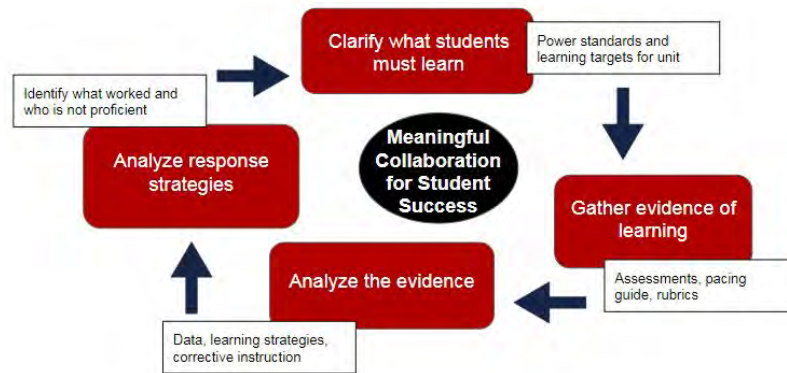 Clarify what students
must learn
Power standards and
learning targets for unit
Identify what worked and
who is not proficient
Analyze response
strategies
Meaningful
Collaboration
for Student
Success
Gather evidence of
learning
Assessments, pacing
guide, rubrics
Analyze the evidence
Data, learning strategies,
corrective instruction